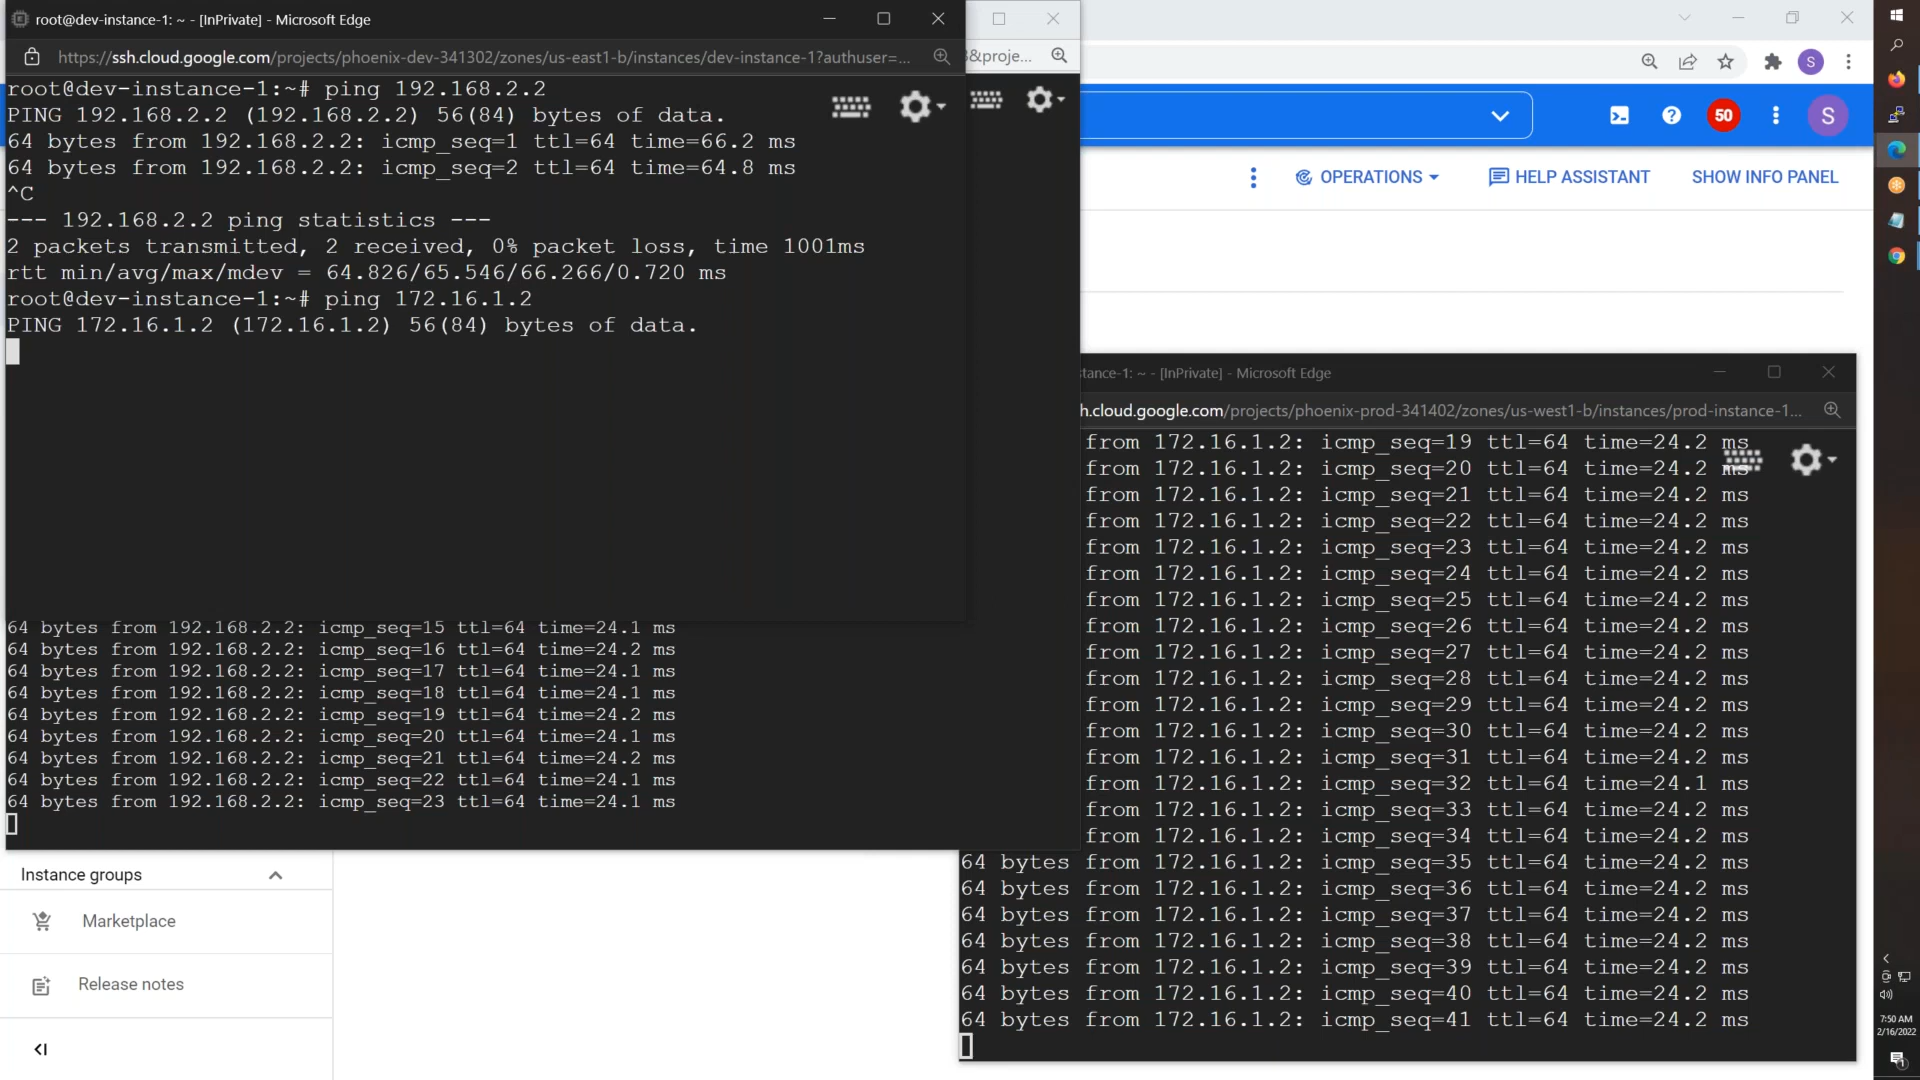 root@dev-instance-1: ~ - [InPrivate] - Microsoft Edge
https://ssh.cloud.google.com/projects/phoenix-dev-341302/zones/us-east1-b/instances/dev-instance-1?authuser=...
&proje...
S
root@dev-instance-1:~# ping 192.168.2.2
PING 192.168.2.2 (192.168.2.2) 56(84) bytes of data.
64 bytes from 192.168.2.2: icmp_seq=1 ttl=64 time=66.2 ms
64 bytes from 192.168.2.2: icmp_seq=2 ttl=64 time=64.8 ms
^C
--- 192.168.2.2 ping statistics ---
2 packets transmitted, 2 received, 0% packet loss, time 1001ms
rtt min/avg/max/mdev = 64.826/65.546/66.266/0.720 ms
root@dev-instance-1:~# ping 172.16.1.2
PING 172.16.1.2 (172.16.1.2) 56(84) bytes of data.
50
S
OPERATIONS
HELP ASSISTANT
SHOW INFO PANEL
64 bytes from 192.168.2.2: icmp_seq=15 ttl=64 time=24.1 ms
64 bytes from 192.168.2.2: icmp_seq=16 ttl=64 time=24.2 ms
64 bytes from 192.168.2.2: icmp_seq=17 ttl=64 time=24.1 ms
64 bytes from 192.168.2.2: icmp_seq=18 ttl=64 time=24.1 ms
64 bytes from 192.168.2.2: icmp_seq=19 ttl=64 time=24.2 ms
64 bytes from 192.168.2.2: icmp_seq=20 ttl=64 time=24.1 ms
64 bytes from 192.168.2.2: icmp_seq=21 ttl=64 time=24.2 ms
64 bytes from 192.168.2.2: icmp_seq=22 ttl=64 time=24.1 ms
64 bytes from 192.168.2.2: icmp_seq=23 ttl=64 time=24.1 ms
tance-1: ~ - [InPrivate] - Microsoft Edge
h.cloud.google.com/projects/phoenix-prod-341402/zones/us-west1-b/instances/prod-instance-1...
from 172.16.1.2: icmp_seq=19 ttl=64 time=24.2 ms
from 172.16.1.2: icmp_seq=20 ttl=64 time=24.2 ms
from 172.16.1.2: icmp_seq=21 ttl=64 time=24.2 ms
from 172.16.1.2: icmp_seq=22 ttl=64 time=24.2 ms
from 172.16.1.2: icmp_seq=23 ttl=64 time=24.2 ms
from 172.16.1.2: icmp_seq=24 ttl=64 time=24.2 ms
from 172.16.1.2: icmp_seq=25 ttl=64 time=24.2 ms
from 172.16.1.2: icmp_seq=26 ttl=64 time=24.2 ms
from 172.16.1.2: icmp_seq=27 ttl=64 time=24.2 ms
from 172.16.1.2: icmp_seq=28 ttl=64 time=24.2 ms
from 172.16.1.2: icmp_seq=29 ttl=64 time=24.2 ms
from 172.16.1.2: icmp_seq=30 ttl=64 time=24.2 ms
from 172.16.1.2: icmp_seq=31 ttl=64 time=24.2 ms
from 172.16.1.2: icmp_seq=32 ttl=64 time=24.1 ms
from 172.16.1.2: icmp_seq=33 ttl=64 time=24.2 ms
from 172.16.1.2: icmp_seq=34 ttl=64 time=24.2 ms
64 bytes from 172.16.1.2: icmp_seq=35 ttl=64 time=24.2 ms
64 bytes from 172.16.1.2: icmp_seq=36 ttl=64 time=24.2 ms
64 bytes from 172.16.1.2: icmp_seq=37 ttl=64 time=24.2 ms
64 bytes from 172.16.1.2: icmp_seq=38 ttl=64 time=24.2 ms
64 bytes from 172.16.1.2: icmp_seq=39 ttl=64 time=24.2 ms
64 bytes from 172.16.1.2: icmp_seq=40 ttl=64 time=24.2 ms
64 bytes from 172.16.1.2: icmp_seq=41 ttl=64 time=24.2 ms
Instance groups
Marketplace
Release notes
7:50 AM
2/16/2022